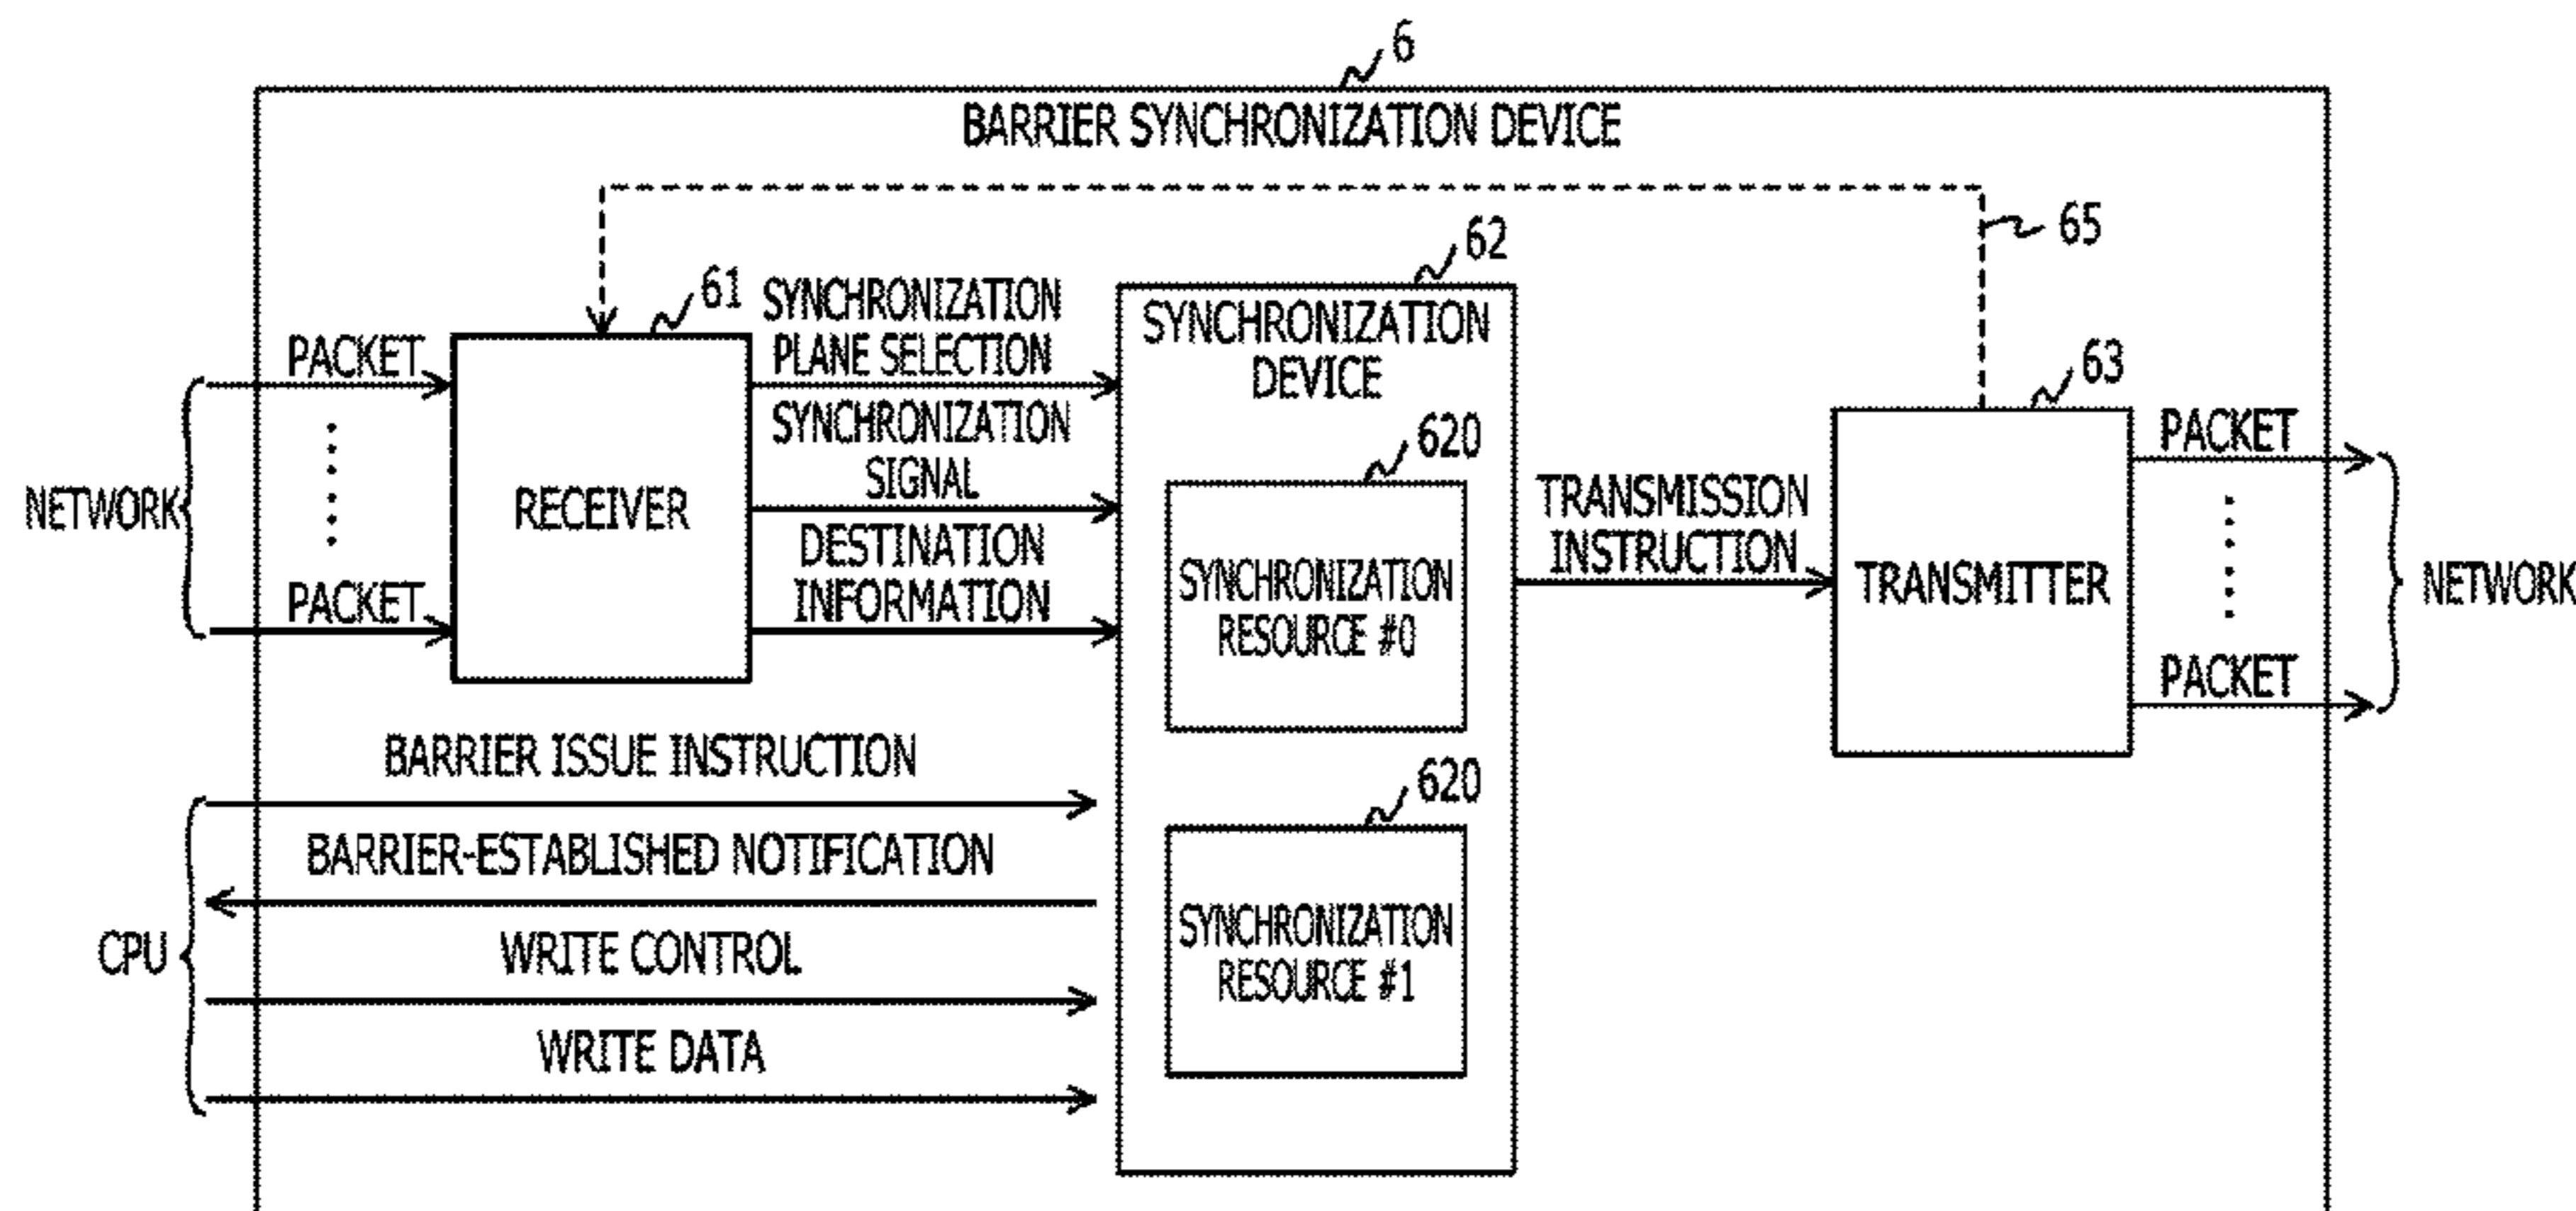 6
BARRIER SYNCHRONIZATION DEVICE
65
62
61
SYNCHRONIZATION
PLANE SELECTION
SYNCHRONIZATION
DEVICE
PACKET
63
SYNCHRONIZATION
SIGNAL
620
PACKET
NETWORK
RECEIVER
TRANSMISSION
INSTRUCTION
DESTINATION
INFORMATION
SYNCHRONIZATION
RESOURCE #0
TRANSMITTER
NETWORK
PACKET
PACKET
BARRIER ISSUE INSTRUCTION
620
BARRIER-ESTABLISHED NOTIFICATION
CPU
WRITE CONTROL
SYNCHRONIZATION
RESOURCE #1
WRITE DATA